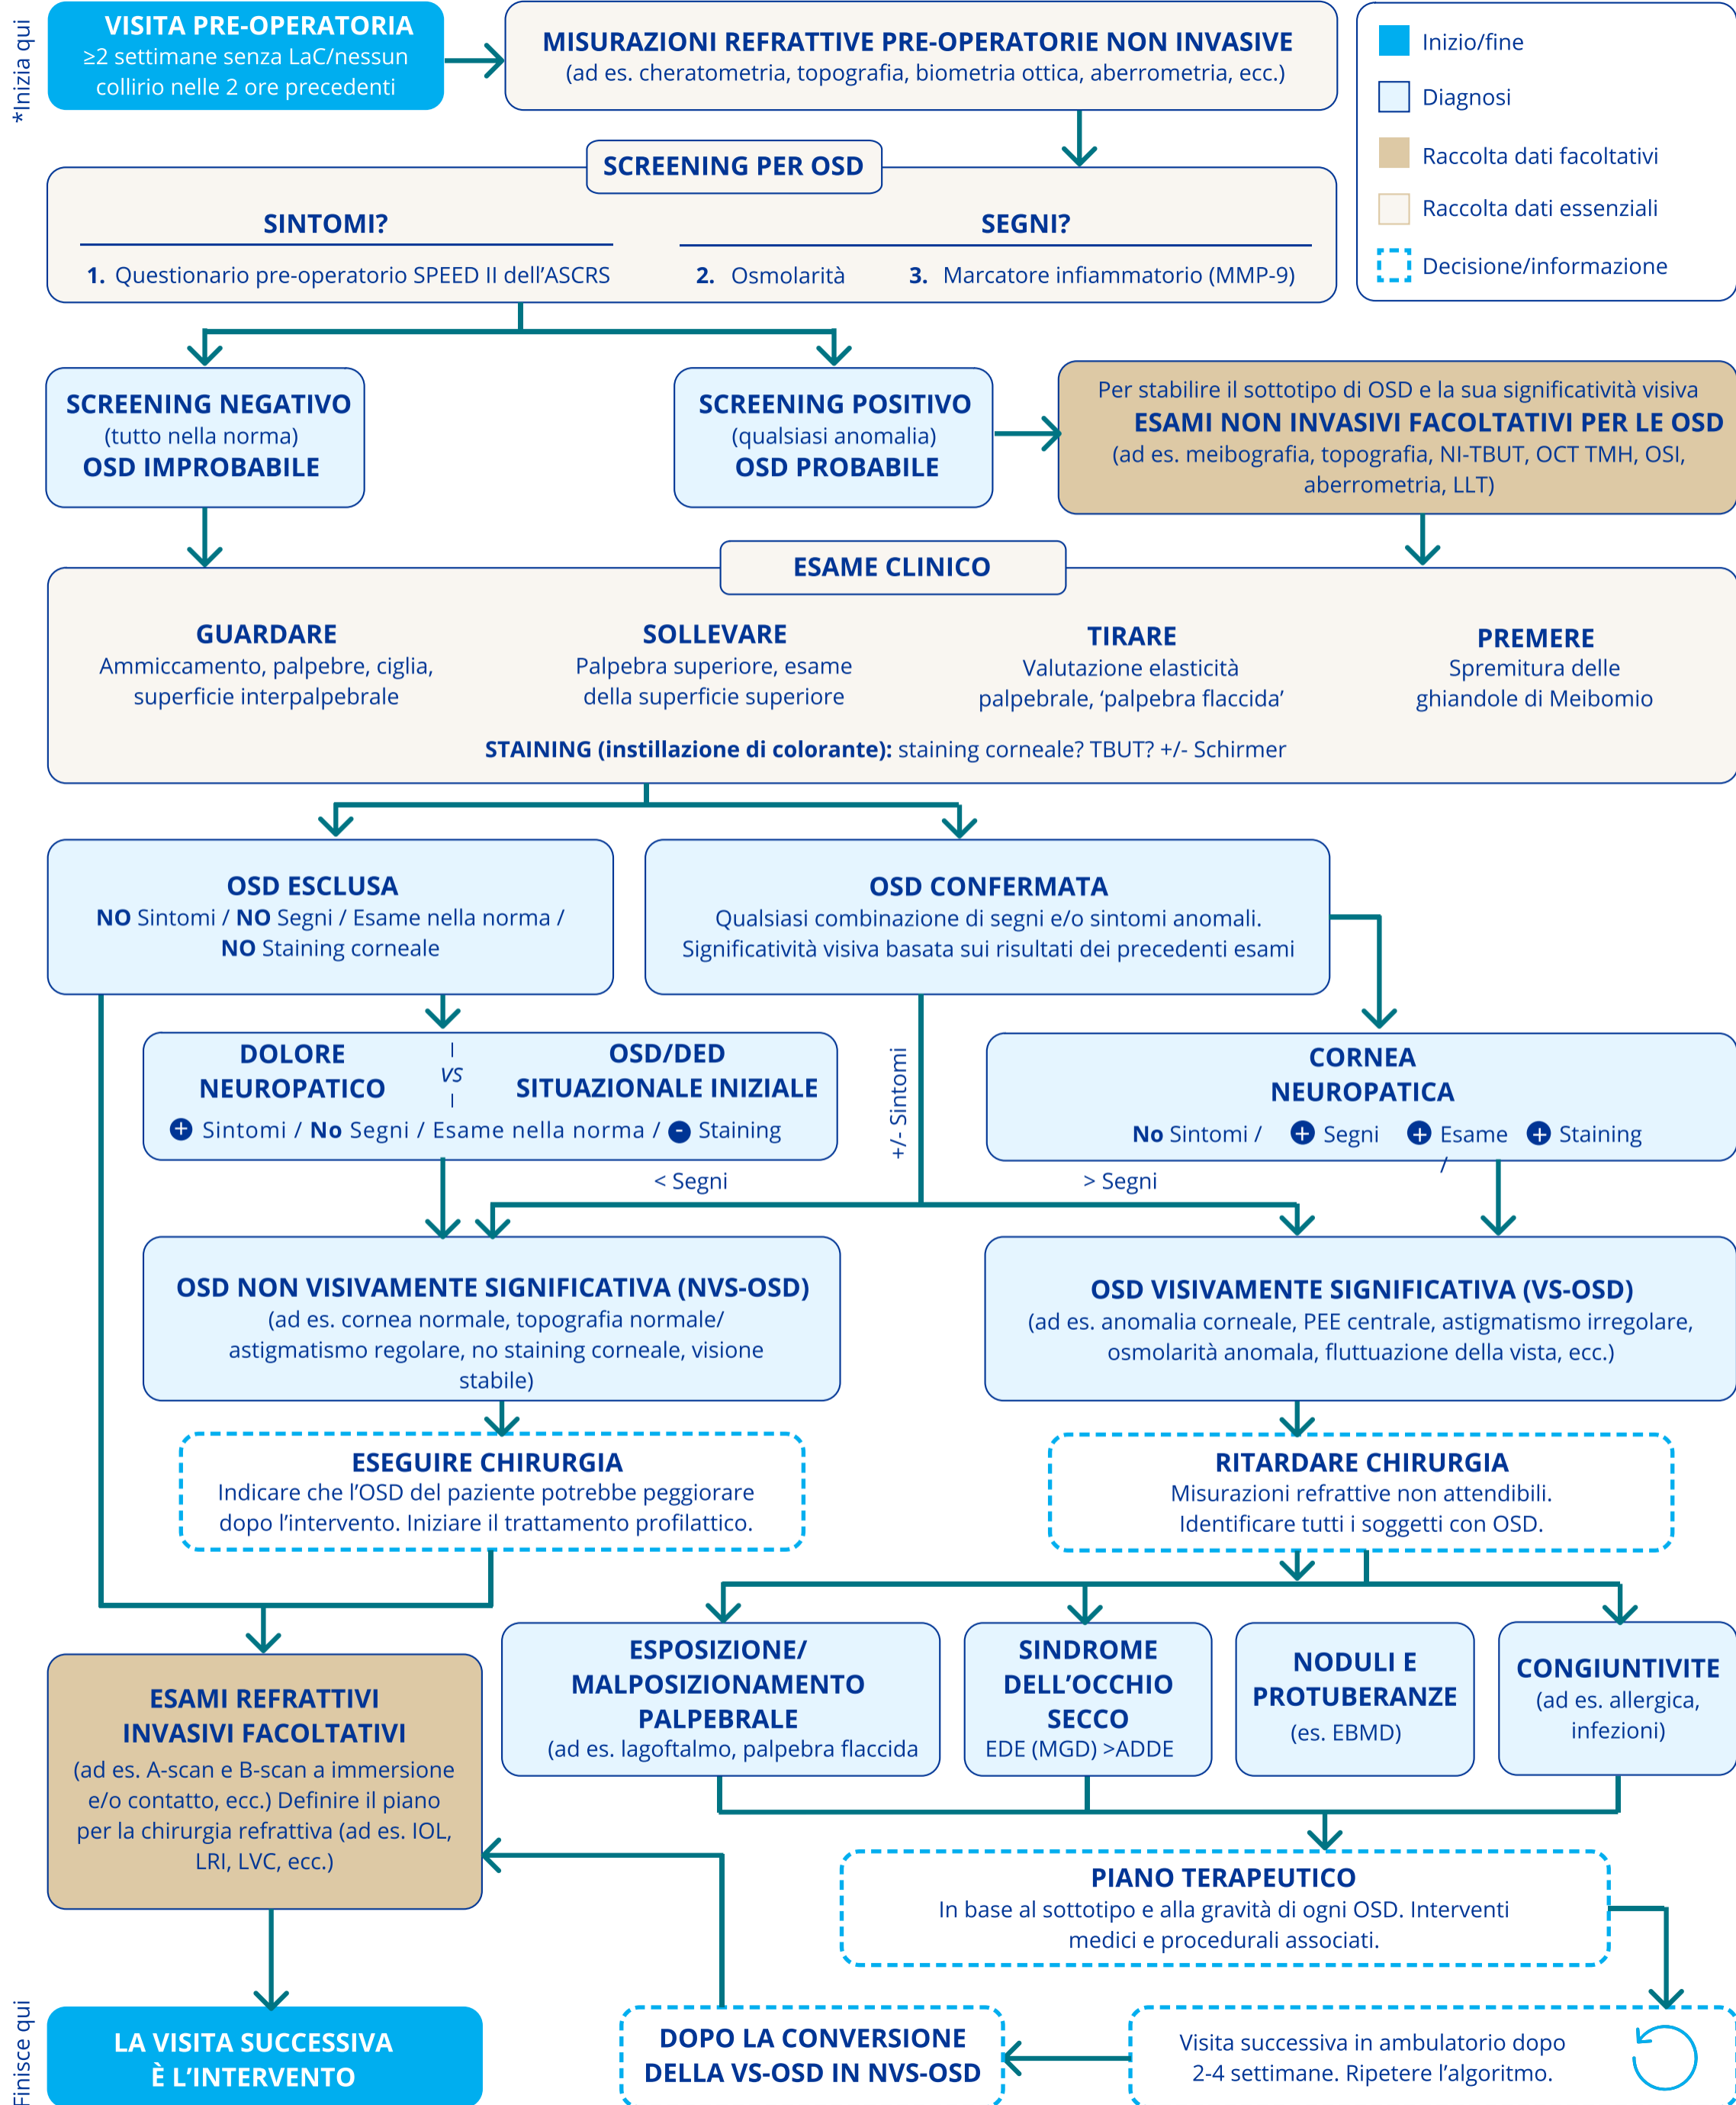 *Inizia qui
VISITA PRE-OPERATORIA
≥2 settimane senza LaC/nessun
collirio nelle 2 ore precedenti
MISURAZIONI REFRATTIVE PRE-OPERATORIE NON INVASIVE
(ad es. cheratometria, topografia, biometria ottica, aberrometria, ecc.)
Inizio/fine
Diagnosi
Raccolta dati facoltativi
Raccolta dati essenziali
Decisione/informazione
SCREENING PER OSD
SINTOMI?
1. Questionario pre-operatorio SPEED II dell’ASCRS
SEGNI?
2. Osmolarità 3. Marcatore infiammatorio (MMP-9)
SCREENING NEGATIVO
(tutto nella norma)
OSD IMPROBABILE
SCREENING POSITIVO
(qualsiasi anomalia)
OSD PROBABILE
Per stabilire il sottotipo di OSD e la sua significatività visiva
ESAMI NON INVASIVI FACOLTATIVI PER LE OSD
(ad es. meibografia, topografia, NI-TBUT, OCT TMH, OSI,
aberrometria, LLT)
ESAME CLINICO
GUARDARE
Ammiccamento, palpebre, ciglia,
superficie interpalpebrale
SOLLEVARE
Palpebra superiore, esame
della superficie superiore
TIRARE
Valutazione elasticità
palpebrale, ‘palpebra flaccida’
PREMERE
Spremitura delle
ghiandole di Meibomio
STAINING (instillazione di colorante): staining corneale? TBUT? +/- Schirmer
OSD ESCLUSA
NO Sintomi / NO Segni / Esame nella norma /
NO Staining corneale
OSD CONFERMATA
Qualsiasi combinazione di segni e/o sintomi anomali.
Significatività visiva basata sui risultati dei precedenti esami
DOLORE
NEUROPATICO
VS
OSD/DED
SITUAZIONALE INIZIALE
+ Sintomi / No Segni / Esame nella norma / - Staining
+/- Sintomi
CORNEA
NEUROPATICA
No Sintomi / + Segni + Esame + Staining
/
< Segni
> Segni
OSD NON VISIVAMENTE SIGNIFICATIVA (NVS-OSD)
(ad es. cornea normale, topografia normale/
astigmatismo regolare, no staining corneale, visione
stabile)
OSD VISIVAMENTE SIGNIFICATIVA (VS-OSD)
(ad es. anomalia corneale, PEE centrale, astigmatismo irregolare,
osmolarità anomala, fluttuazione della vista, ecc.)
ESEGUIRE CHIRURGIA
Indicare che l’OSD del paziente potrebbe peggiorare
dopo l’intervento. Iniziare il trattamento profilattico.
RITARDARE CHIRURGIA
Misurazioni refrattive non attendibili.
Identificare tutti i soggetti con OSD.
ESPOSIZIONE/
MALPOSIZIONAMENTO
PALPEBRALE
(ad es. lagoftalmo, palpebra flaccida
SINDROME
DELL’OCCHIO
SECCO
EDE (MGD) >ADDE
NODULI E
PROTUBERANZE
(es. EBMD)
CONGIUNTIVITE
(ad es. allergica,
infezioni)
ESAMI REFRATTIVI
INVASIVI FACOLTATIVI
(ad es. A-scan e B-scan a immersione
e/o contatto, ecc.) Definire il piano
per la chirurgia refrattiva (ad es. IOL,
LRI, LVC, ecc.)
PIANO TERAPEUTICO
In base al sottotipo e alla gravità di ogni OSD. Interventi
medici e procedurali associati.
Visita successiva in ambulatorio dopo
2-4 settimane. Ripetere l’algoritmo.
DOPO LA CONVERSIONE
DELLA VS-OSD IN NVS-OSD
Finisce qui
LA VISITA SUCCESSIVA
È L’INTERVENTO